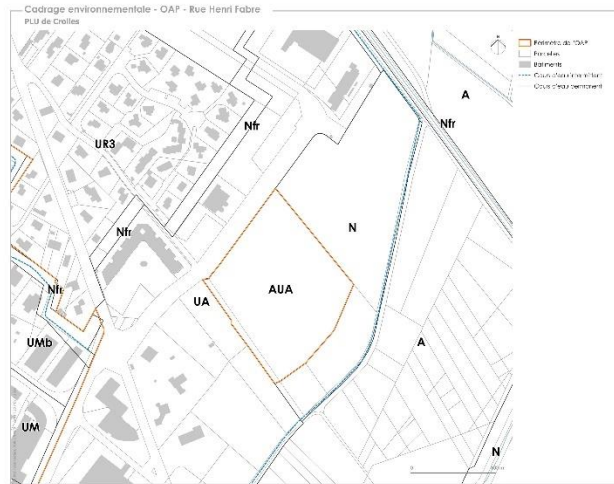 Cadrage environnementale - OAP - Rue Henri Fabre
PLU de Crolles
Périmètre de l'OAP
Parcelles
Bâtiments
Cours d'eau intermittent
Cours d'eau permanent
A
Nfr
Nfr
UR3
N
Nfr
UA
AUA
Nfr
UMb
A
UM
N
0